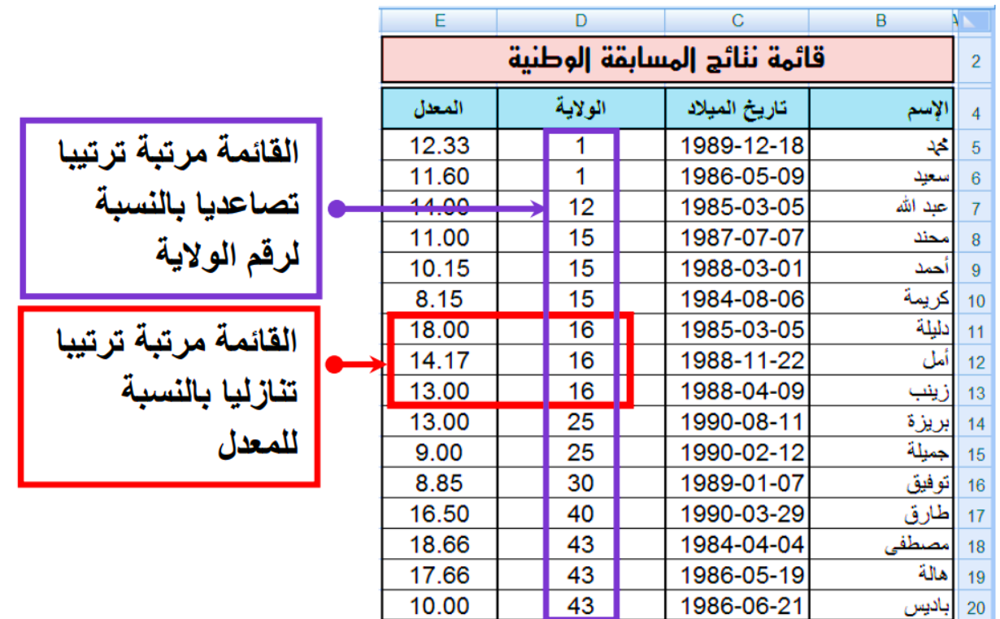 E D C B A
قائمة نتائج المسابقة الوطنية 2
الإسم تاريخ الميلاد الولاية المعدل 4
محمد 1989-12-18 1 12.33 5
سعيد 1986-05-09 1 11.60 6
عبد الله 1985-03-05 12 14.00 7
محند 1987-07-07 15 11.00 8
أحمد 1988-03-01 15 10.15 9
كريمة 1984-08-06 15 8.15 10
دليلة 1985-03-05 16 18.00 11
أمل 1988-11-22 16 14.17 12
زينب 1988-04-09 16 13.00 13
بريزة 1990-08-11 25 13.00 14
جميلة 1990-02-12 25 9.00 15
توفيق 1989-01-07 30 8.85 16
طارق 1990-03-29 40 16.50 17
مصطفى 1984-04-04 43 18.66 18
هالة 1986-05-19 43 17.66 19
باديس 1986-06-21 43 10.00 20
القائمة مرتبة ترتيبا
تصاعديا بالنسبة
لرقم الولاية
القائمة مرتبة ترتيبا
تنازليا بالنسبة
للمعدل